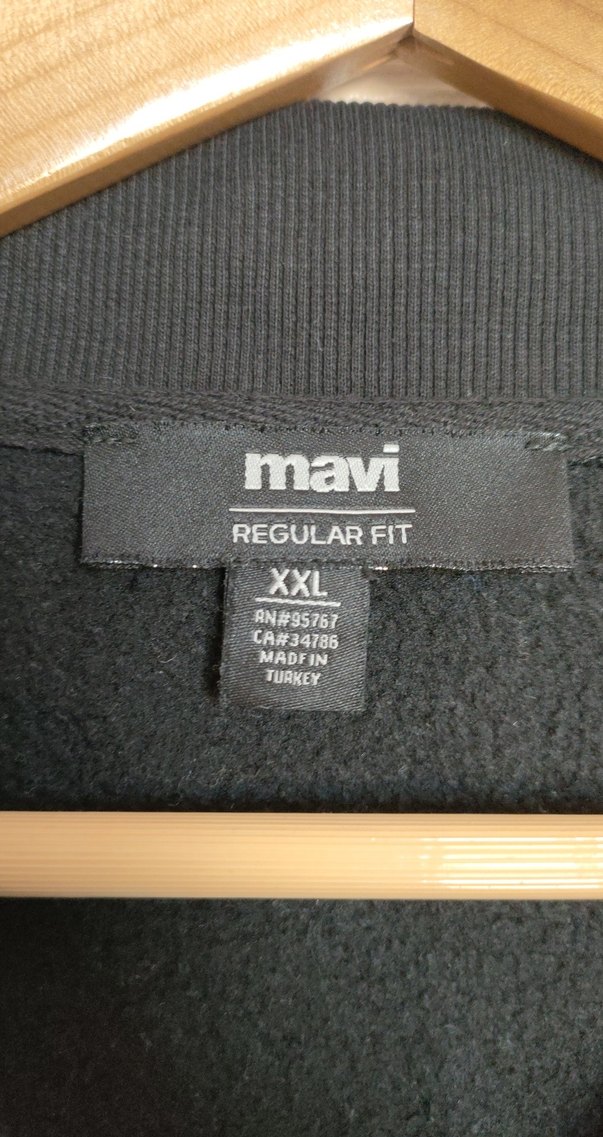 mavi
REGULAR FIT
XXL
RN#95767
CA#34786
MADE IN
TURKEY